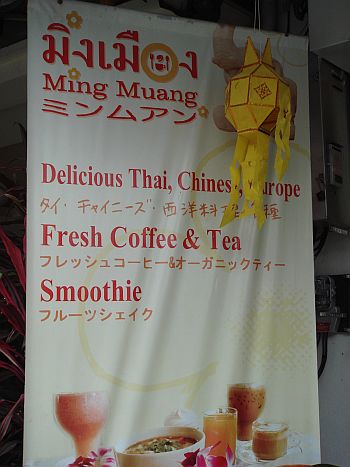 มิ่งเมือง
Ming Muang
ミンムアン
Delicious Thai, Chinese, Europe
タイ・チャイニーズ・西洋料理各種
Fresh Coffee & Tea
フレッシュコーヒー&オーガニックティー
Smoothie
フルーツシェイク